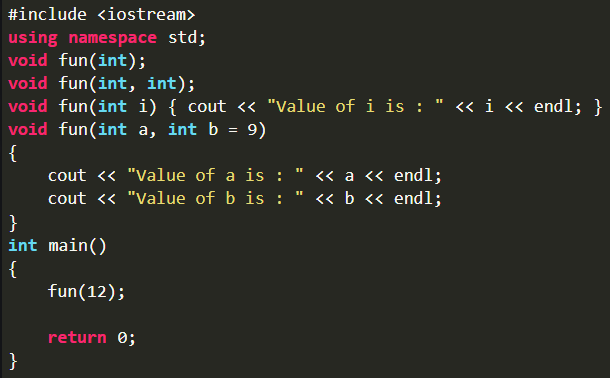 #include <iostream>
using namespace std;
void fun(int);
void fun(int, int);
void fun(int i) { cout << "Value of i is : " << i << endl; }
void fun(int a, int b = 9)
{
    cout << "Value of a is : " << a << endl;
    cout << "Value of b is : " << b << endl;
}
int main()
{
    fun(12);

    return 0;
}